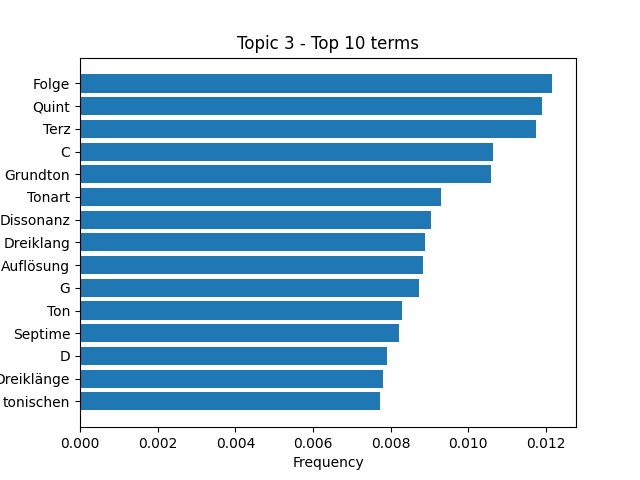 Topic 3 - Top 10 terms
Folge
Quint
Terz
C
Grundton
Tonart
Dissonanz
Dreiklang
Auflösung
G
Ton
Septime
D
Dreiklänge
tonischen
0.000 0.002 0.004 0.006 0.008 0.010 0.012
Frequency